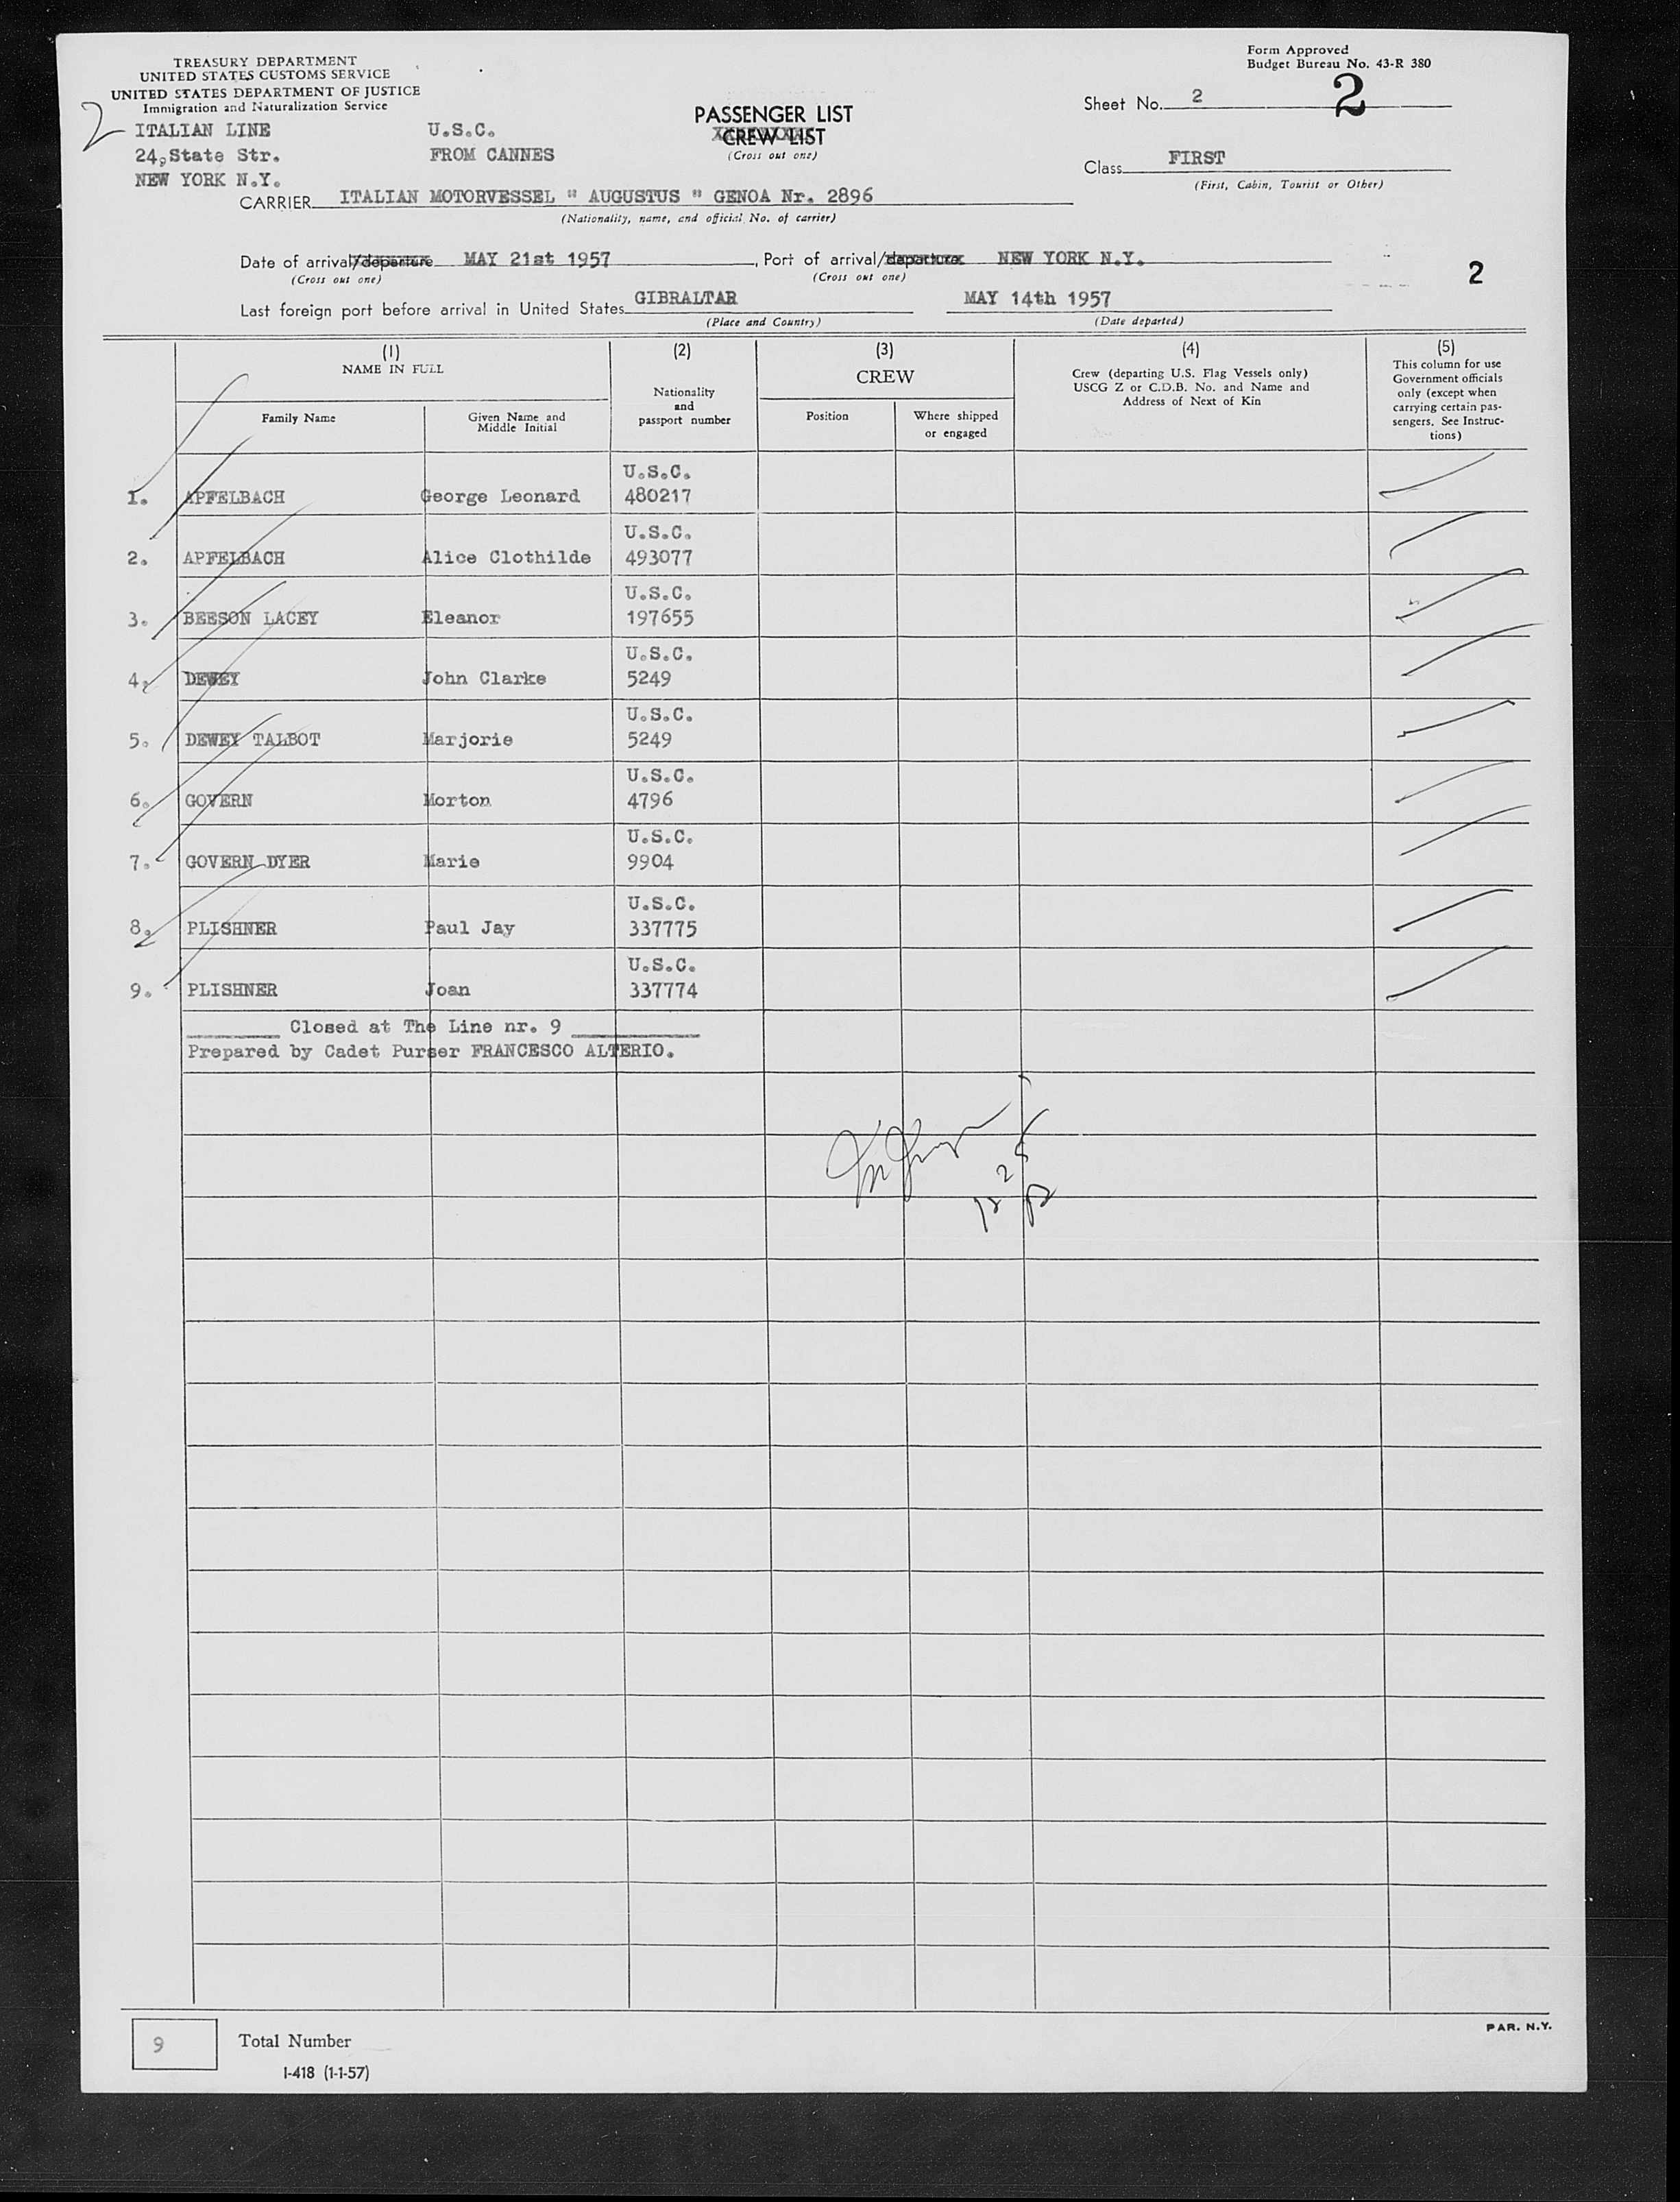 TREASURY DEPARTMENT
UNITED STATES CUSTOMS SERVICE
UNITED STATES DEPARTMENT OF JUSTICE
Immigration and Naturalization Service
2
ITALIAN LINE
24, State Str.
NEW YORK N.Y.
U.S.C.
FROM CANNES
PASSENGER LIST
CREW LIST
(Cross out one)
Form Approved
Budget Bureau No. 43-R 380
Sheet No. 2 2
Class FIRST
(First, Cabin, Tourist or Other)
CARRIER ITALIAN MOTORVESSEL " AUGUSTUS " GENOA Nr. 2896
(Nationality, name, and official No. of carrier)
Date of arrival/departure MAY 21st 1957, Port of arrival/departure NEW YORK N.Y.
(Cross out one) (Cross out one)
2
Last foreign port before arrival in United States GIBRALTAR MAY 14th 1957
(Place and Country) (Date departed)
(1)
NAME IN FULL
Family Name
Given Name and
Middle Initial
(2)
Nationality
and
passport number
(3)
CREW
Position
Where shipped
or engaged
(4)
Crew (departing U.S. Flag Vessels only)
USCG Z or C.D.B. No. and Name and
Address of Next of Kin
(5)
This column for use
Government officials
only (except when
carrying certain pas-
sengers. See Instruc-
tions)
U.S.C.
1. APFELBACH George Leonard 480217
U.S.C.
2. APFELBACH Alice Clothilde 493077
U.S.C.
3. BEESON LACEY Eleanor 197655
U.S.C.
4. DEWEY John Clarke 5249
U.S.C.
5. DEWEY TALBOT Marjorie 5249
U.S.C.
6. GOVERN Morton 4796
U.S.C.
7. GOVERN DYER Marie 9904
U.S.C.
8. PLISHNER Paul Jay 337775
U.S.C.
9. PLISHNER Joan 337774
Closed at The Line nr. 9
Prepared by Cadet Purser FRANCESCO ALTERIO.
9 Total Number
I-418 (1-1-57)
PAR. N.Y.